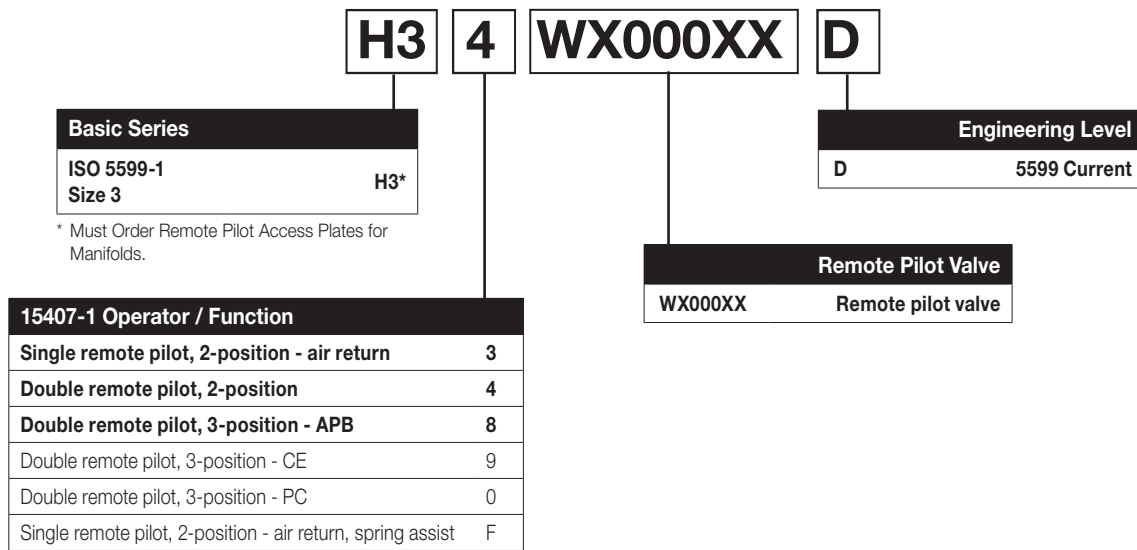 H3 4 WX000XX D
Basic Series
ISO 5599-1
Size 3 H3*
* Must Order Remote Pilot Access Plates for
Manifolds.
Engineering Level
D 5599 Current
Remote Pilot Valve
WX000XX Remote pilot valve
15407-1 Operator / Function
Single remote pilot, 2-position - air return 3
Double remote pilot, 2-position 4
Double remote pilot, 3-position - APB 8
Double remote pilot, 3-position - CE 9
Double remote pilot, 3-position - PC 0
Single remote pilot, 2-position - air return, spring assist F